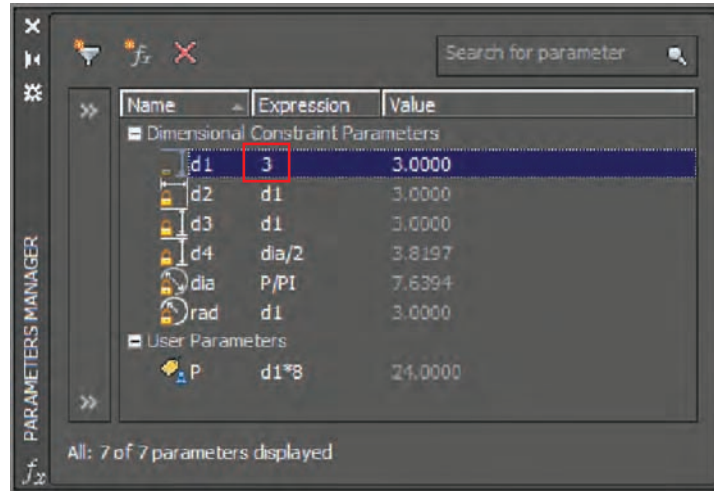 Search for parameter
Name Expression Value
Dimensional Constraint Parameters
d1 3 3.0000
d2 d1 3.0000
d3 d1 3.0000
d4 dia/2 3.8197
dia P/PI 7.6394
rad d1 3.0000
User Parameters
P d1*8 24.0000
All: 7 of 7 parameters displayed
PARAMETERS MANAGER
fx